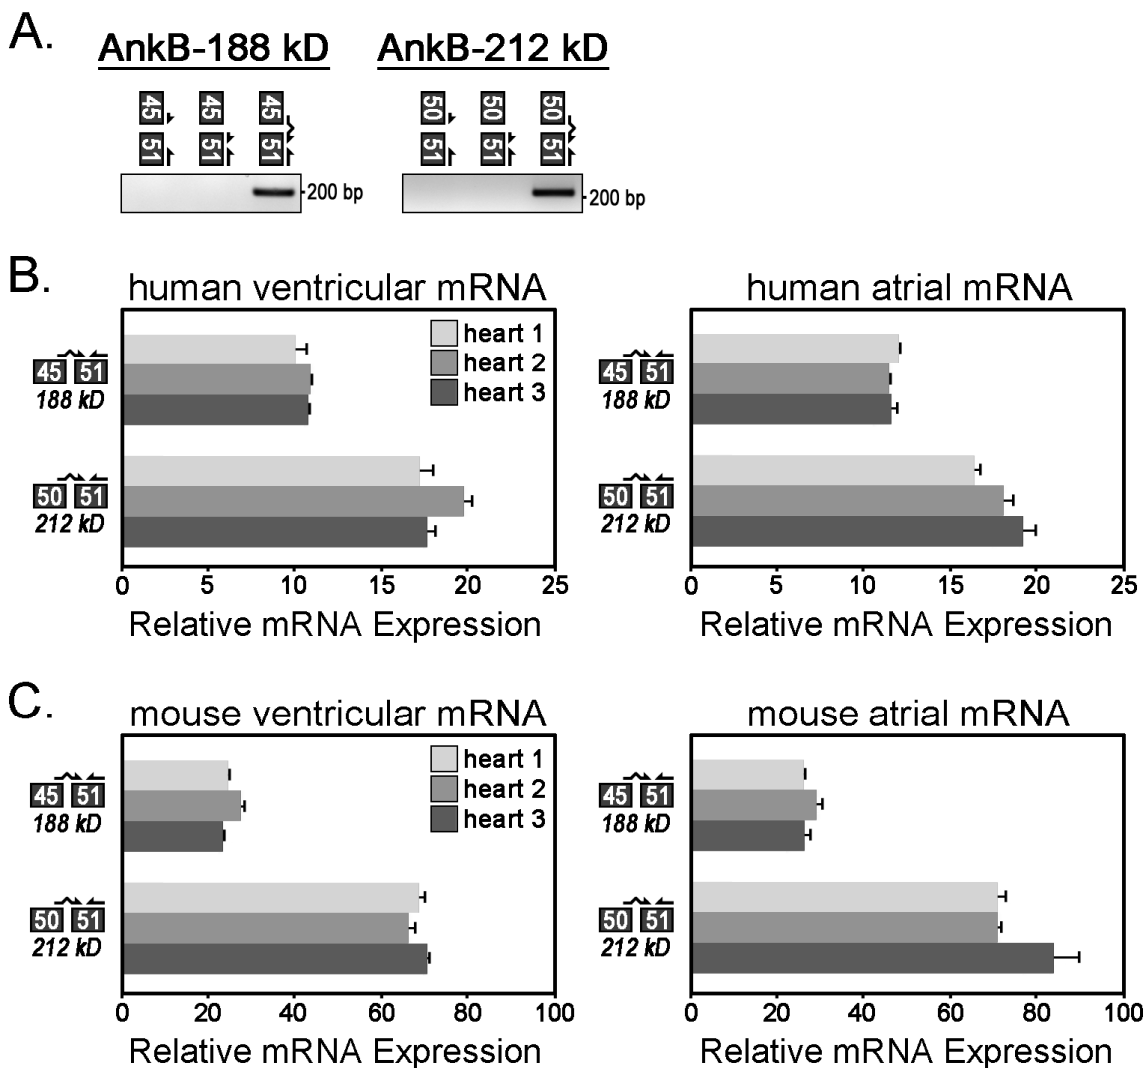 A.
AnkB-188 kD AnkB-212 kD
45 45 45 50 50 50
51 51 51 51 51 51
200 bp 200 bp
B.
human ventricular mRNA
heart 1
heart 2
heart 3
45 51
188 kD
50 51
212 kD
0 5 10 15 20 25
Relative mRNA Expression
human atrial mRNA
45 51
188 kD
50 51
212 kD
0 5 10 15 20 25
Relative mRNA Expression
C.
mouse ventricular mRNA
heart 1
heart 2
heart 3
45 51
188 kD
50 51
212 kD
0 20 40 60 80 100
Relative mRNA Expression
mouse atrial mRNA
45 51
188 kD
50 51
212 kD
0 20 40 60 80 100
Relative mRNA Expression